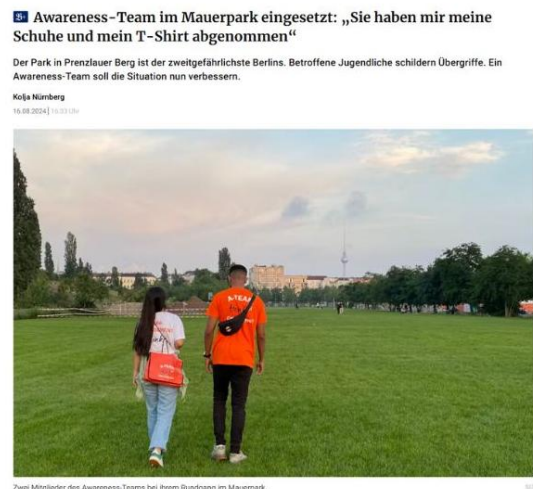 B+ Awareness-Team im Mauerpark eingesetzt: „Sie haben mir meine
Schuhe und mein T-Shirt abgenommen“
Der Park in Prenzlauer Berg ist der zweitgefährlichste Berlins. Betroffene Jugendliche schildern Übergriffe. Ein
Awareness-Team soll die Situation nun verbessern.
Kolja Nürnberg
16.08.2024 | Uhr
A-TEAM
A-TEAM
Zwei Mitglieder des Awareness-Teams bei ihrem Rundgang im Mauerpark